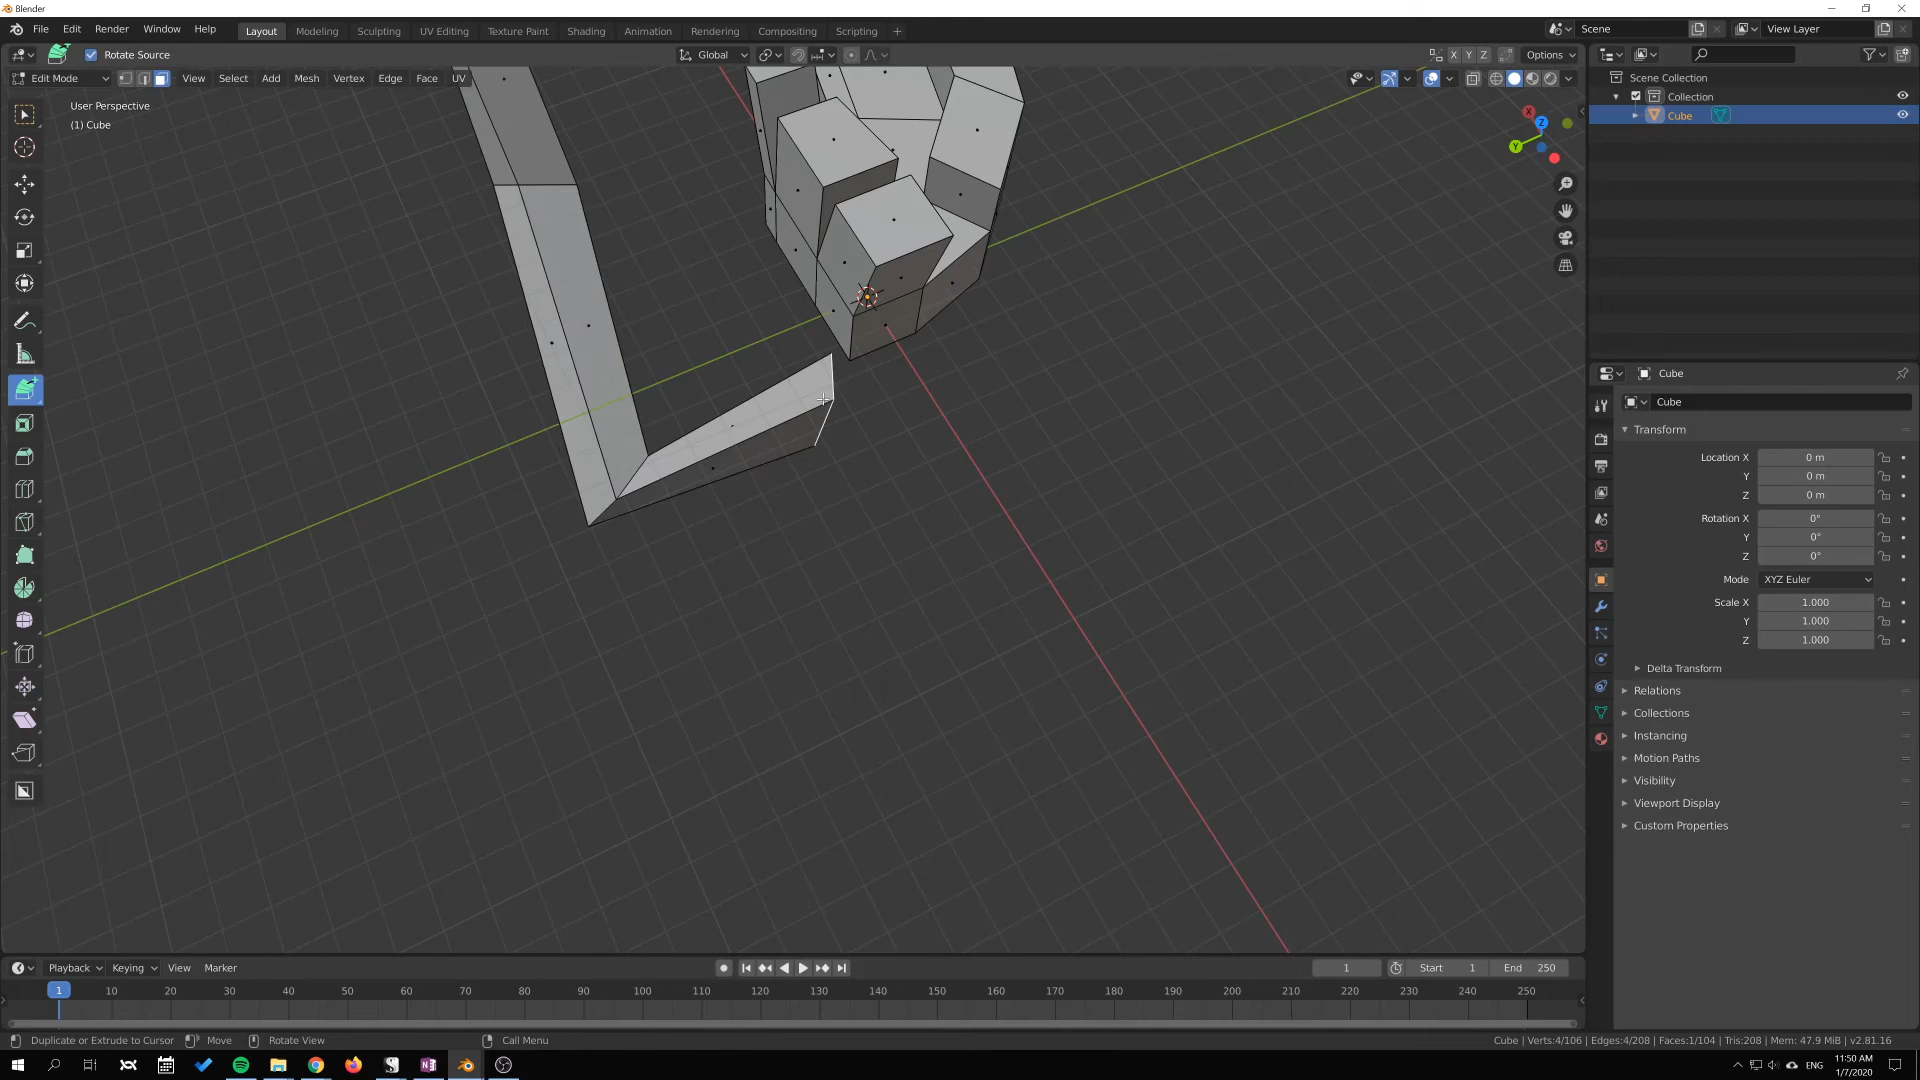 Blender
File Edit Render Window Help Layout Modeling Sculpting UV Editing Texture Paint Shading Animation Rendering Compositing Scripting + Scene View Layer
Rotate Source Global X Y Z Options
Edit Mode View Select Add Mesh Vertex Edge Face UV
User Perspective
(1) Cube
X
Z
Y
Scene Collection
Collection
Cube
Cube
Cube
Transform
Location X 0 m
Y 0 m
Z 0 m
Rotation X 0°
Y 0°
Z 0°
Mode XYZ Euler
Scale X 1.000
Y 1.000
Z 1.000
Delta Transform
Relations
Collections
Instancing
Motion Paths
Visibility
Viewport Display
Custom Properties
Playback Keying View Marker 1 Start 1 End 250
1 10 20 30 40 50 60 70 80 90 100 110 120 130 140 150 160 170 180 190 200 210 220 230 240 250
Duplicate or Extrude to Cursor Move Rotate View Call Menu Cube | Verts:4/106 | Edges:4/208 | Faces:1/104 | Tris:208 | Mem: 47.9 MiB | v2.81.16
ENG
11:50 AM
1/7/2020